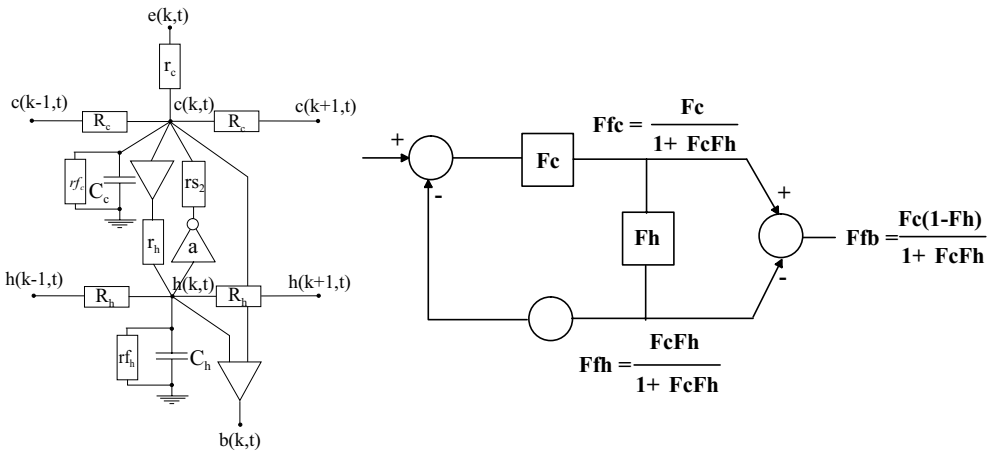 e(k,t)
r_c
c(k-1,t) c(k,t) c(k+1,t)
R_c R_c
rf_c C_c rs_2
r_h a
h(k-1,t) h(k,t) h(k+1,t)
R_h R_h
rf_h C_h
b(k,t)
+ Fc
-
Ffc = Fc / 1+ FcFh
Fh
+
-
Ffb = Fc(1-Fh) / 1+ FcFh
Ffh = FcFh / 1+ FcFh